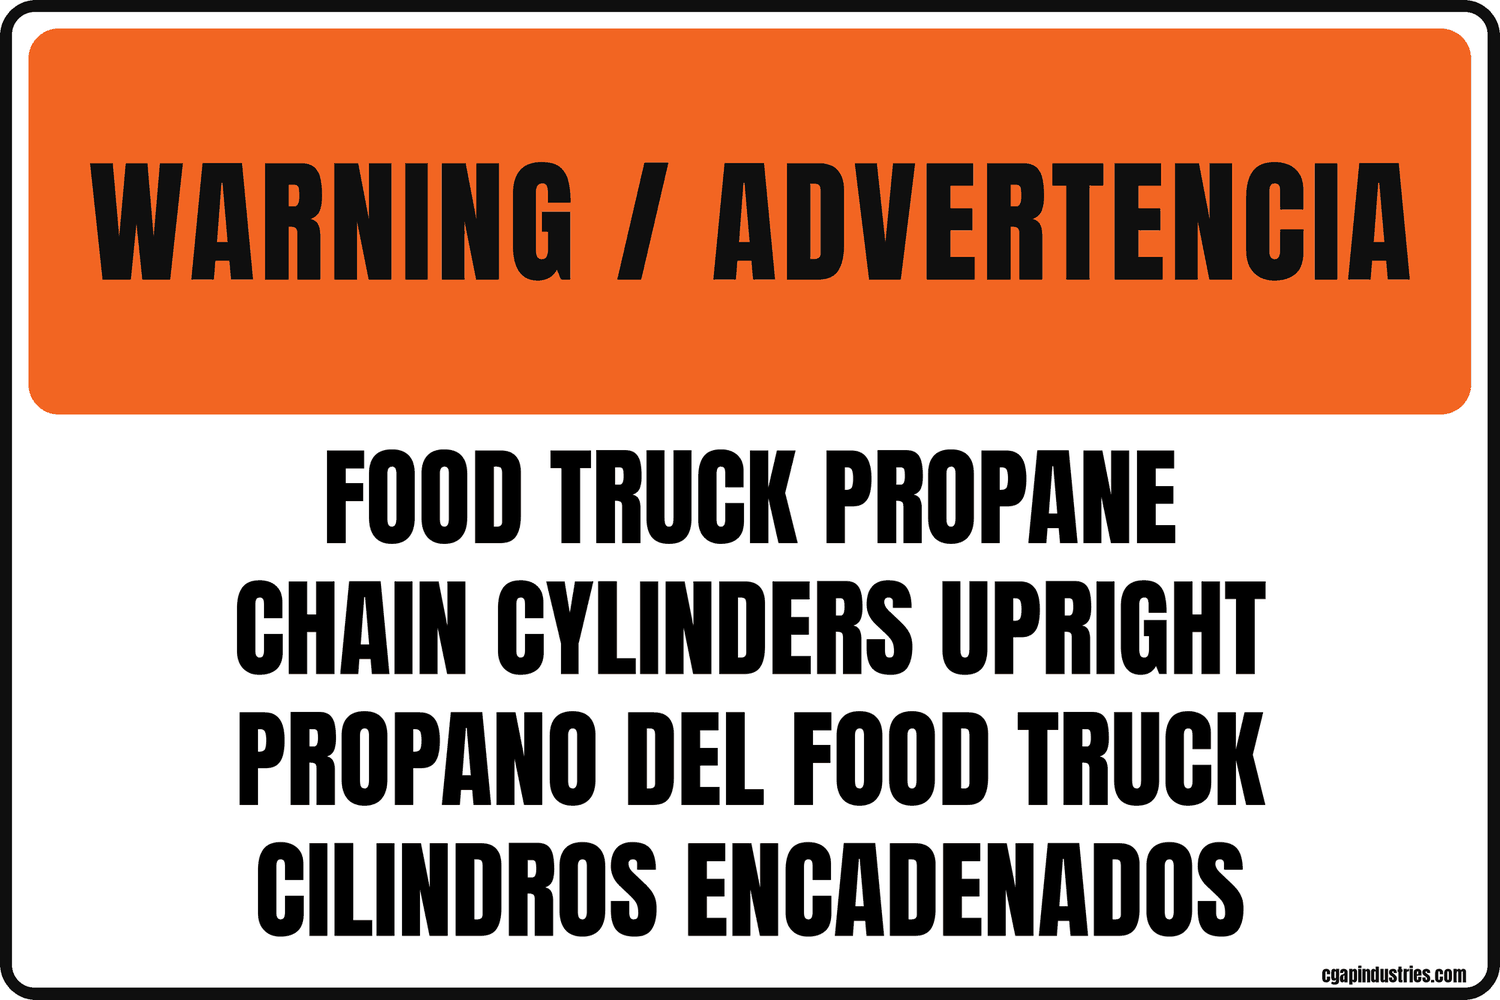 WARNING / ADVERTENCIA
FOOD TRUCK PROPANE
CHAIN CYLINDERS UPRIGHT
PROPANO DEL FOOD TRUCK
CILINDROS ENCADENADOS
cgapindustries.com